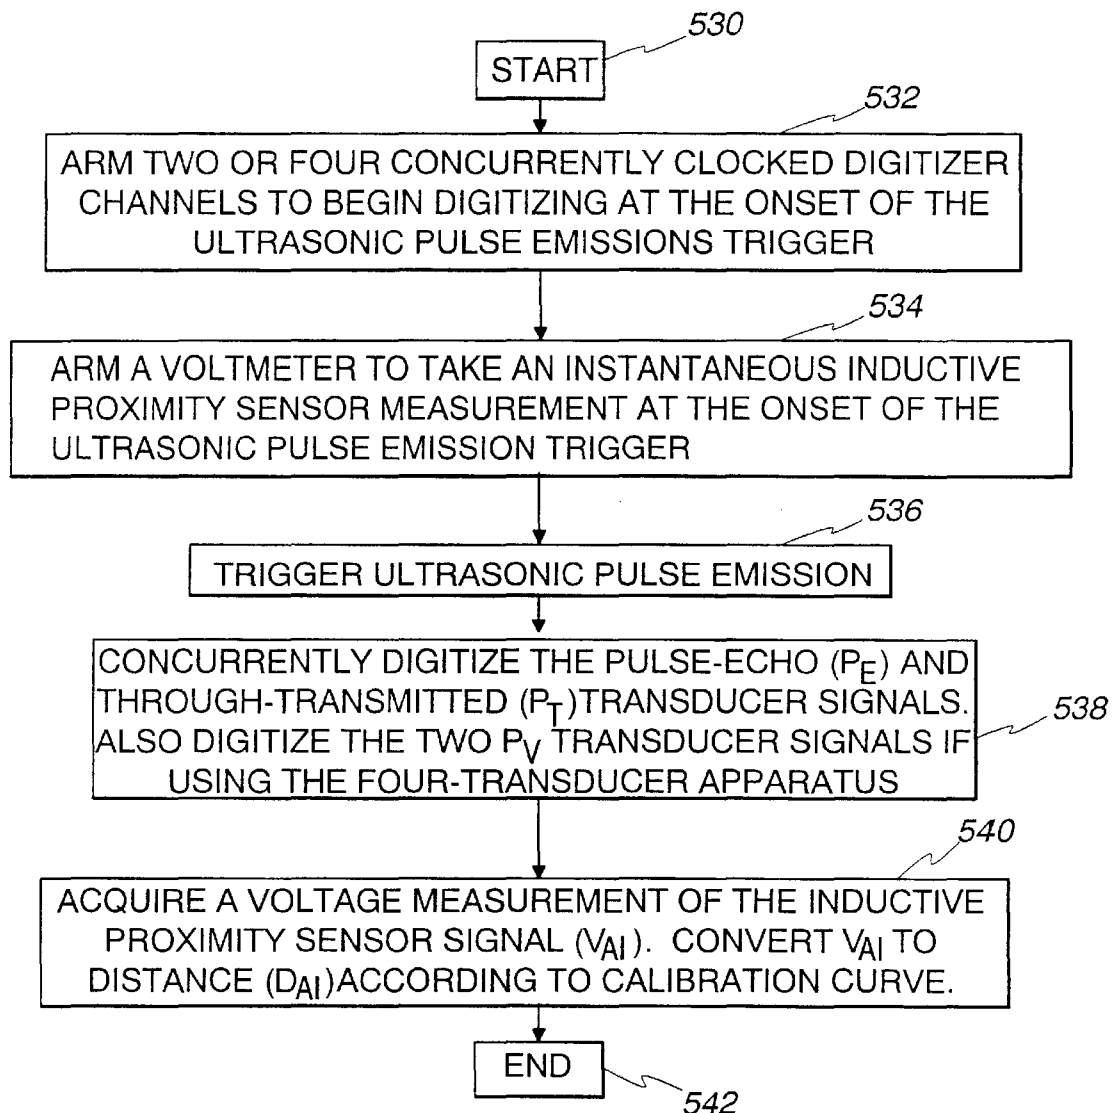 530
START
532
ARM TWO OR FOUR CONCURRENTLY CLOCKED DIGITIZER
CHANNELS TO BEGIN DIGITIZING AT THE ONSET OF THE
ULTRASONIC PULSE EMISSIONS TRIGGER
534
ARM A VOLTMETER TO TAKE AN INSTANTANEOUS INDUCTIVE
PROXIMITY SENSOR MEASUREMENT AT THE ONSET OF THE
ULTRASONIC PULSE EMISSION TRIGGER
536
TRIGGER ULTRASONIC PULSE EMISSION
CONCURRENTLY DIGITIZE THE PULSE-ECHO (PE) AND
THROUGH-TRANSMITTED (PT)TRANSDUCER SIGNALS.
ALSO DIGITIZE THE TWO PV TRANSDUCER SIGNALS IF
USING THE FOUR-TRANSDUCER APPARATUS
538
540
ACQUIRE A VOLTAGE MEASUREMENT OF THE INDUCTIVE
PROXIMITY SENSOR SIGNAL (VAI). CONVERT VAI TO
DISTANCE (DAI)ACCORDING TO CALIBRATION CURVE.
END
542